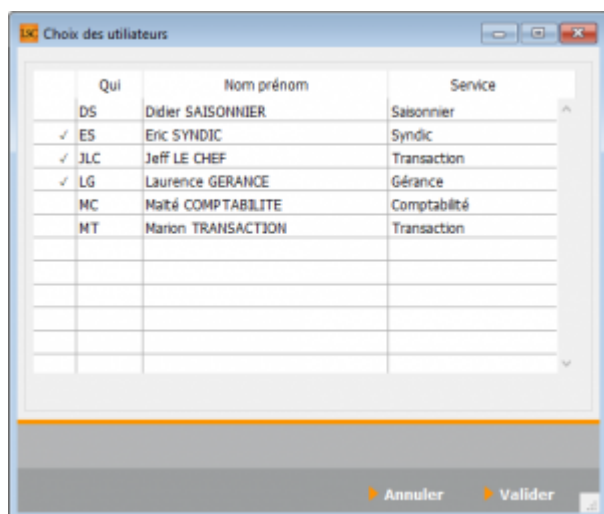 LSC Choix des utiliateurs
Qui Nom prénom Service
DS Didier SAISONNIER Saisonnier
✓ ES Eric SYNDIC Syndic
✓ JLC Jeff LE CHEF Transaction
✓ LG Laurence GERANCE Gérance
MC Maïté COMPTABILITE Comptabilité
MT Marion TRANSACTION Transaction
Annuler Valider